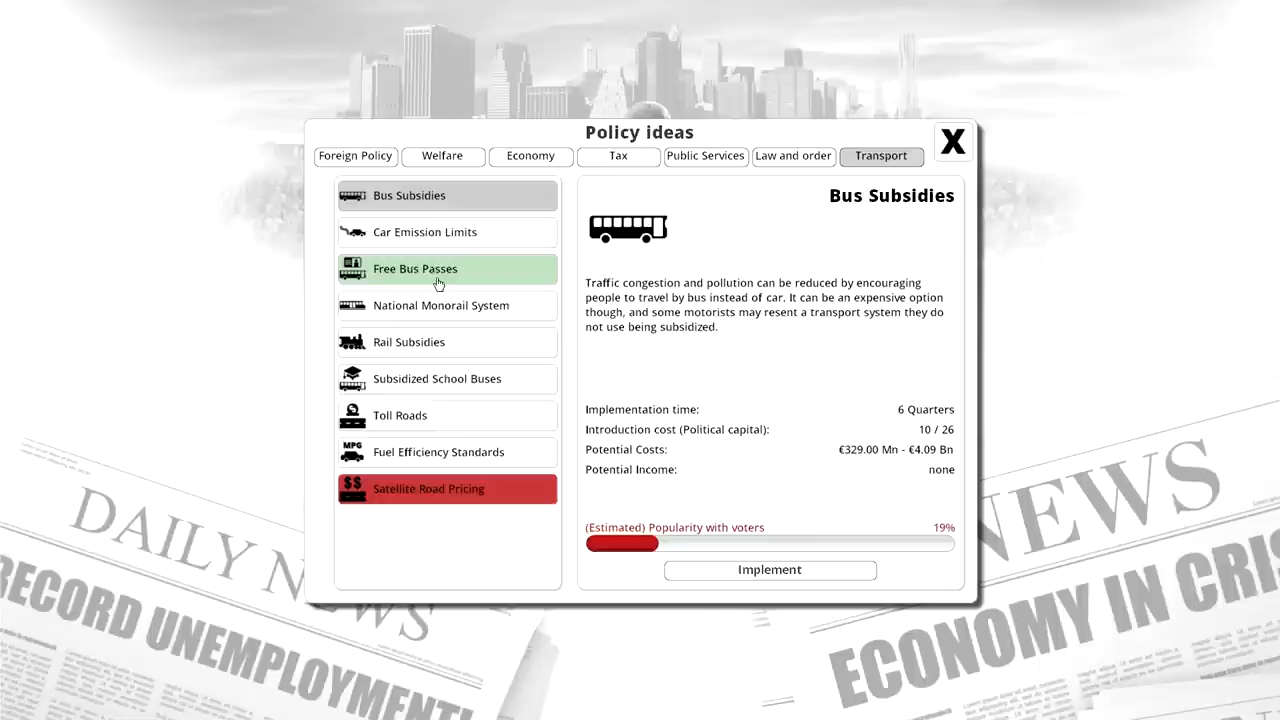 Policy ideas
X
Foreign Policy
Welfare
Economy
Tax
Public Services
Law and order
Transport
Bus Subsidies
Car Emission Limits
Free Bus Passes
National Monorail System
Rail Subsidies
Subsidized School Buses
Toll Roads
MPG
Fuel Efficiency Standards
$$
Satellite Road Pricing
Bus Subsidies
Traffic congestion and pollution can be reduced by encouraging
people to travel by bus instead of car. It can be an expensive option
though, and some motorists may resent a transport system they do
not use being subsidized.
Implementation time: 6 Quarters
Introduction cost (Political capital): 10 / 26
Potential Costs: €329.00 Mn - €4.09 Bn
Potential Income: none
(Estimated) Popularity with voters 19%
Implement
DAILY NEWS
RECORD UNEMPLOYMENT!
NEWS
ECONOMY IN CRIS